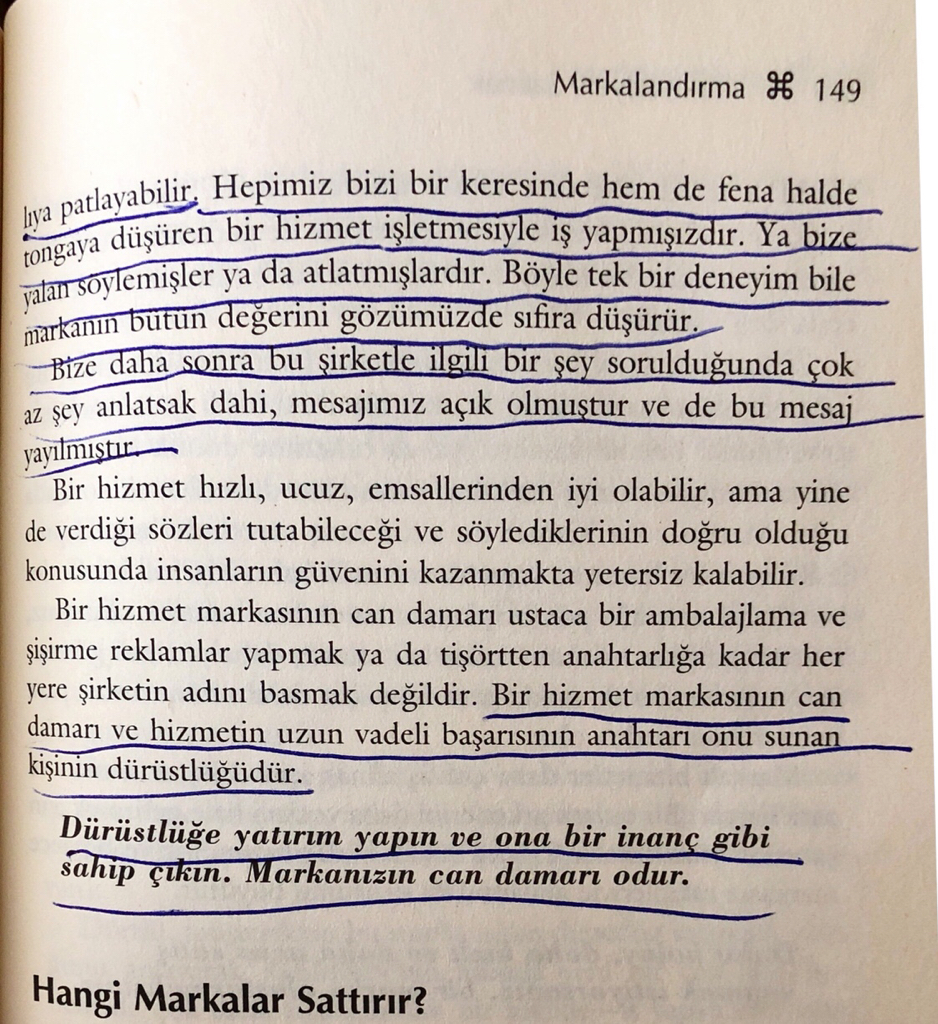 Markalandırma ⌘ 149
lıya patlayabilir. Hepimiz bizi bir keresinde hem de fena halde
tongaya düşüren bir hizmet işletmesiyle iş yapmışızdır. Ya bize
yalan söylemişler ya da atlatmışlardır. Böyle tek bir deneyim bile
markanın bütün değerini gözümüzde sıfıra düşürür.
Bize daha sonra bu şirketle ilgili bir şey sorulduğunda çok
az şey anlatsak dahi, mesajımız açık olmuştur ve de bu mesaj
yayılmıştır.
Bir hizmet hızlı, ucuz, emsallerinden iyi olabilir, ama yine
de verdiği sözleri tutabileceği ve söylediklerinin doğru olduğu
konusunda insanların güvenini kazanmakta yetersiz kalabilir.
Bir hizmet markasının can damarı ustaca bir ambalajlama ve
şişirme reklamlar yapmak ya da tişörtten anahtarlığa kadar her
yere şirketin adını basmak değildir. Bir hizmet markasının can
damarı ve hizmetin uzun vadeli başarısının anahtarı onu sunan
kişinin dürüstlüğüdür.
Dürüstlüğe yatırım yapın ve ona bir inanç gibi
sahip çıkın. Markanızın can damarı odur.
Hangi Markalar Sattırır?